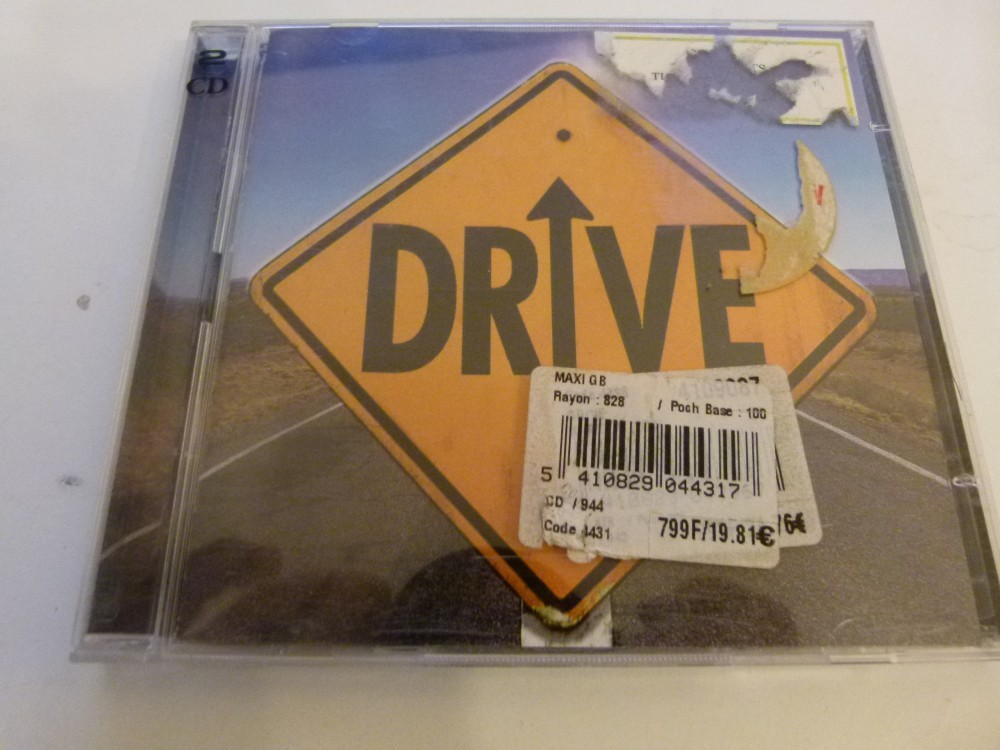 2
CD
DRIVE
MAXI GB
Rayon : 828 / Poch Base : 100
5 410829 044317
CD / 944
Code 4431
799F/19.81€
/6€